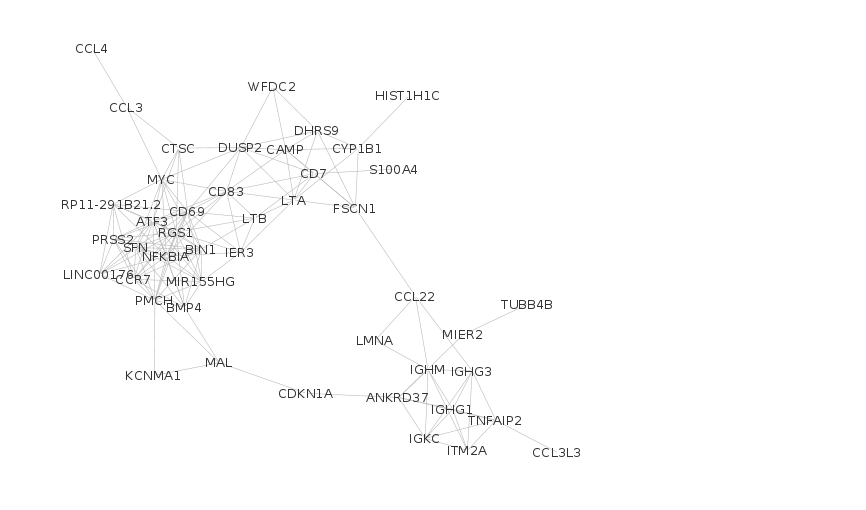 CCL4
WFDC2
HIST1H1C
CCL3
DHRS9
CTSC
DUSP2
CAMP
CYP1B1
S100A4
CD7
MYC
CD83
LTA
RP11-291B21.2
CD69
FSCN1
ATF3
LTB
RGS1
PRSS2
SFN
BIN1
IER3
NFKBIA
LINC00176
CCR7
MIR155HG
PMCH
BMP4
CCL22
TUBB4B
MIER2
LMNA
MAL
KCNMA1
IGHM
IGHG3
CDKN1A
ANKRD37
IGHG1
TNFAIP2
IGKC
ITM2A
CCL3L3